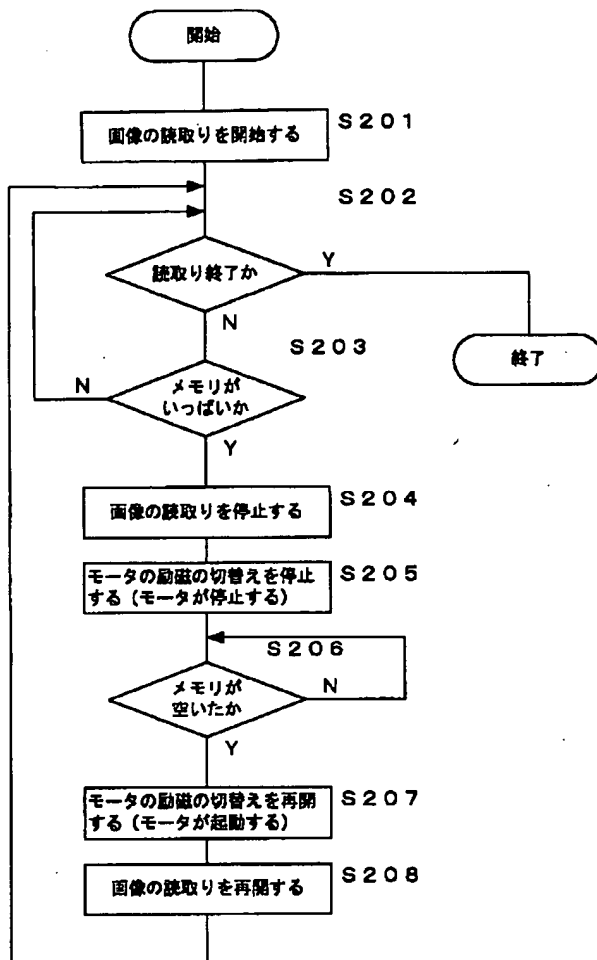 開始
画像の読取りを開始する
S201
S202
読取り終了か
Y
N
終了
S203
メモリが
いっぱいか
N
Y
画像の読取りを停止する
S204
モータの励磁の切替えを停止
する（モータが停止する）
S205
S206
メモリが
空いたか
N
Y
モータの励磁の切替えを再開
する（モータが起動する）
S207
画像の読取りを再開する
S208